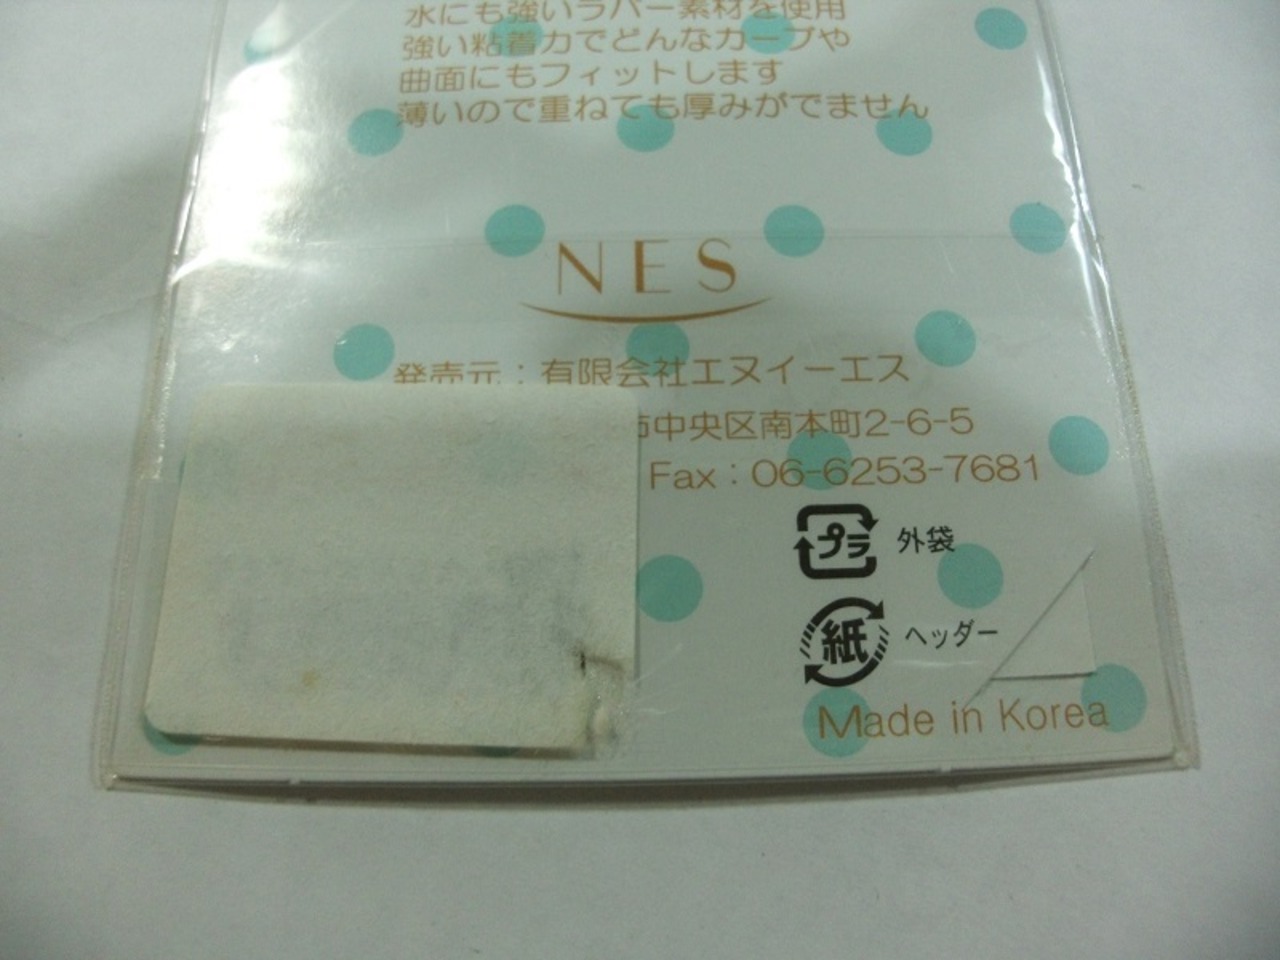 水にも強いラバー素材を使用
強い粘着力でどんなカーブや
曲面にもフィットします
薄いので重ねても厚みがでません
NES
発売元：有限会社エヌイーエス
市中央区南本町2-6-5
Fax：06-6253-7681
プラ 外袋
紙 ヘッダー
Made in Korea